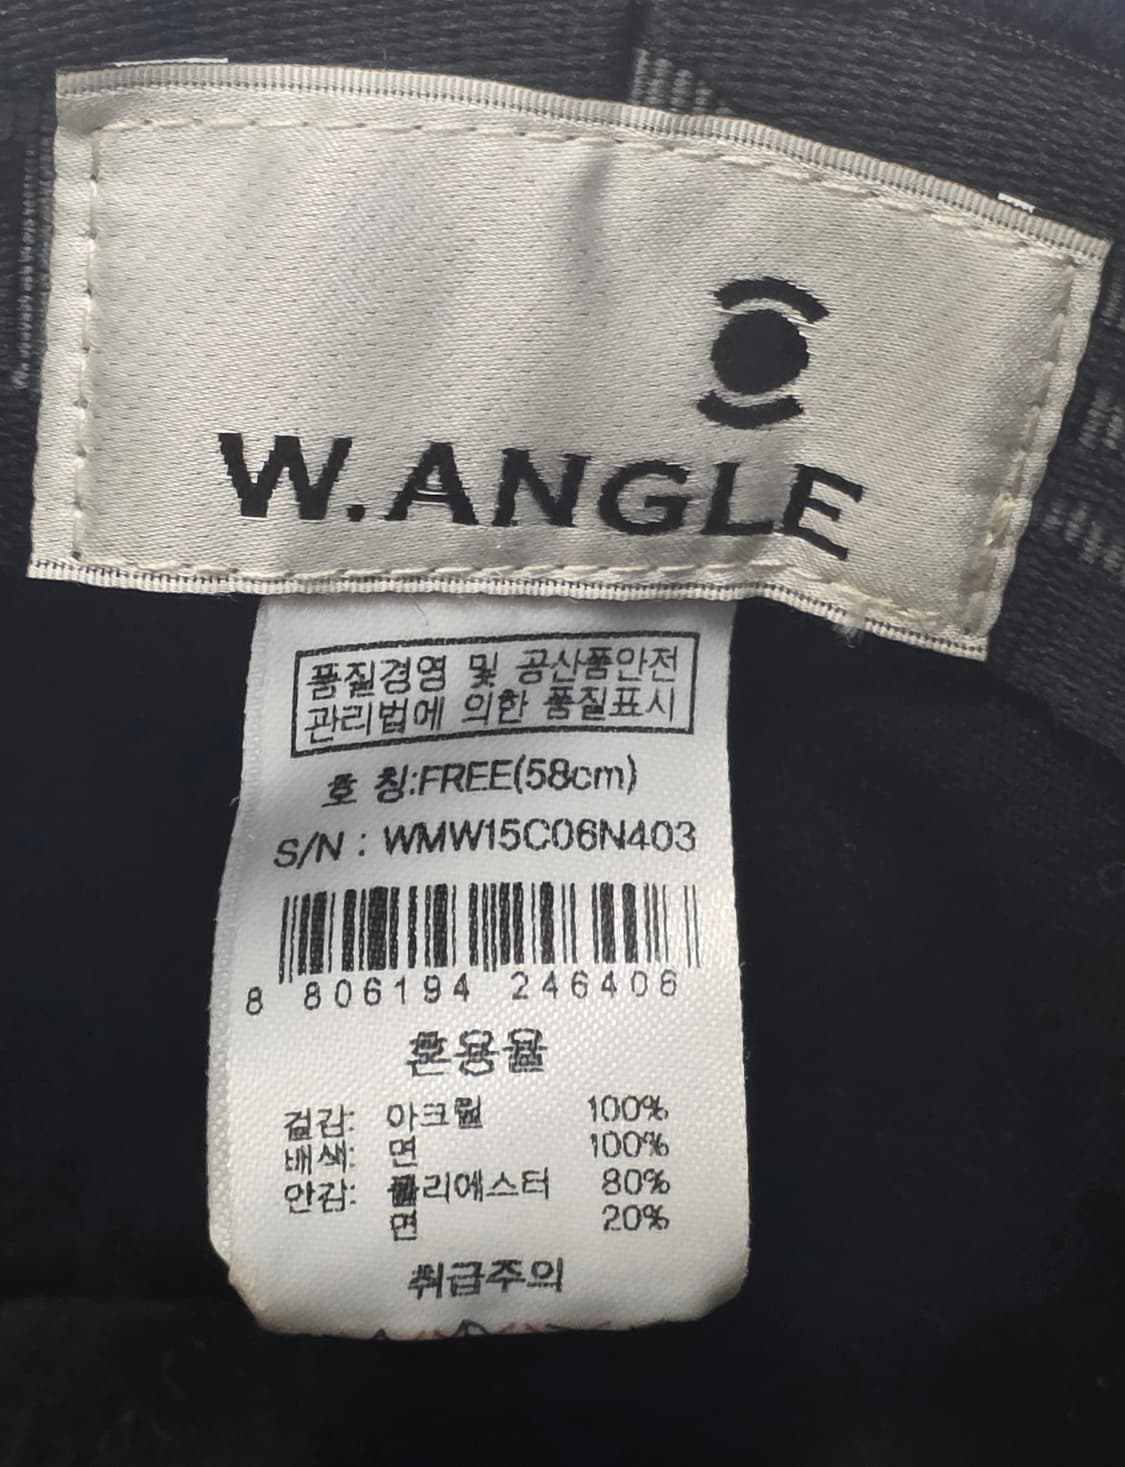 W.ANGLE
품질경영 및 공산품안전
관리법에 의한 품질표시
호 칭:FREE(58cm)
S/N : WMW15C06N403
8 806194 246406
혼용율
겉감: 아크릴 100%
배색: 면 100%
안감: 폴리에스터 80%
면 20%
취급주의